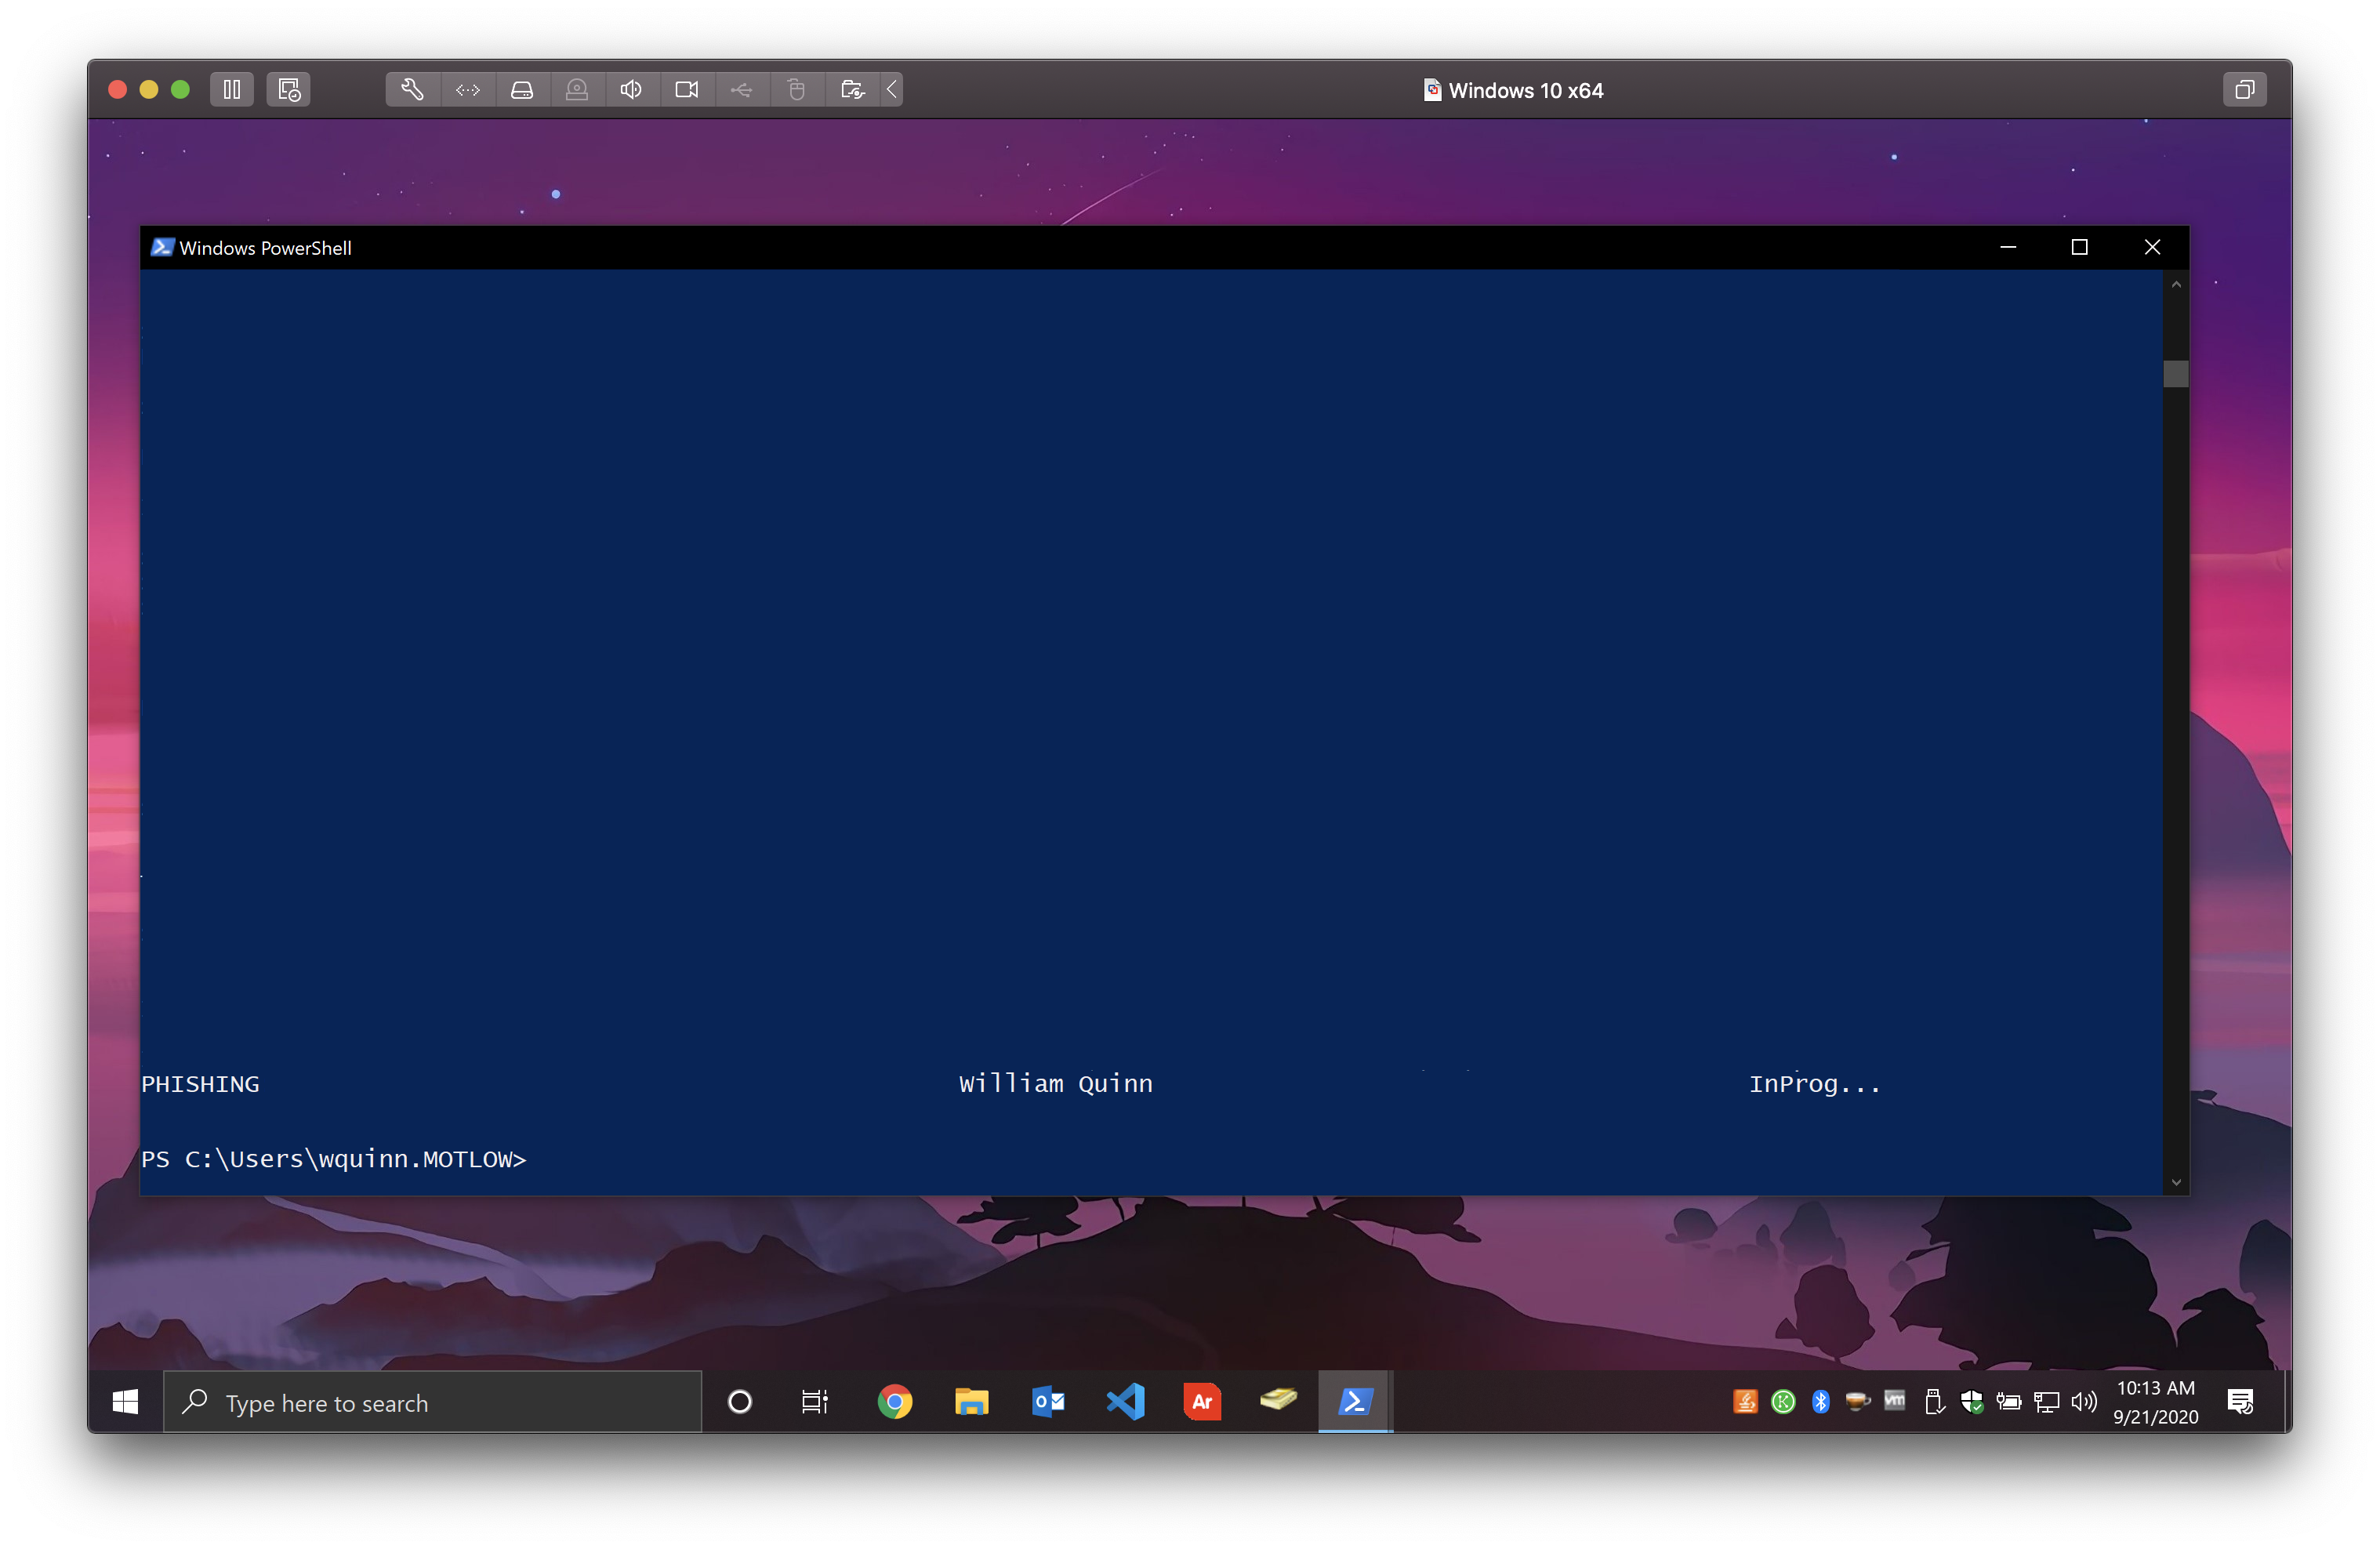 Windows 10 x64
Windows PowerShell
PHISHING William Quinn InProg...
PS C:\Users\wquinn.MOTLOW>
Type here to search
Ar
vm
10:13 AM
9/21/2020